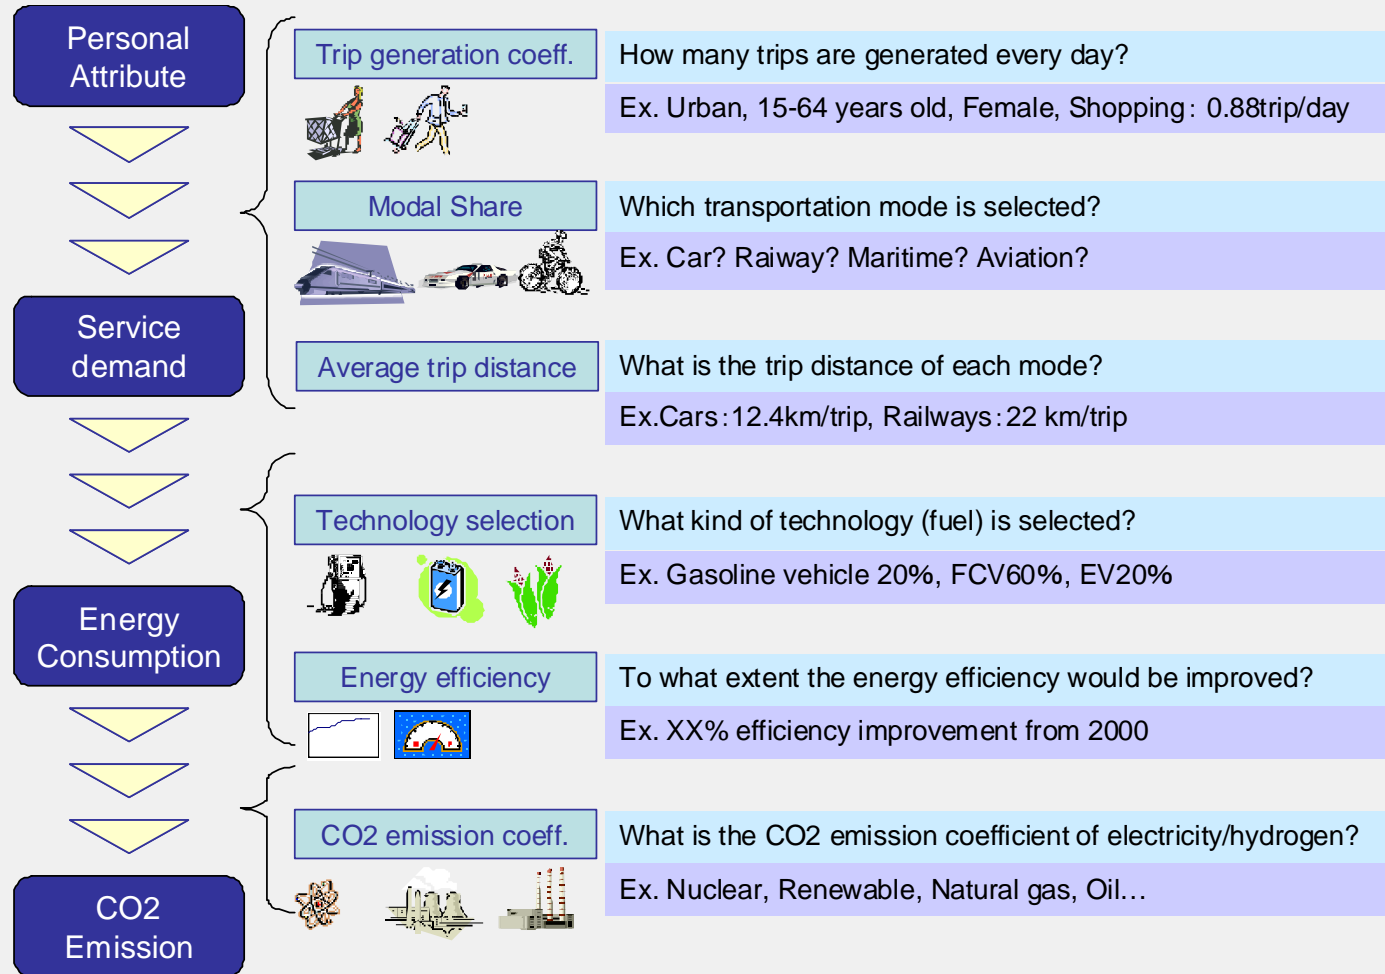 Personal
Attribute
Trip generation coeff.
How many trips are generated every day?
Ex. Urban, 15-64 years old, Female, Shopping: 0.88trip/day
Modal Share
Which transportation mode is selected?
Ex. Car? Raiway? Maritime? Aviation?
Service
demand
Average trip distance
What is the trip distance of each mode?
Ex.Cars:12.4km/trip, Railways:22 km/trip
Technology selection
What kind of technology (fuel) is selected?
Ex. Gasoline vehicle 20%, FCV60%, EV20%
Energy
Consumption
Energy efficiency
To what extent the energy efficiency would be improved?
Ex. XX% efficiency improvement from 2000
CO2 emission coeff.
What is the CO2 emission coefficient of electricity/hydrogen?
Ex. Nuclear, Renewable, Natural gas, Oil…
CO2
Emission